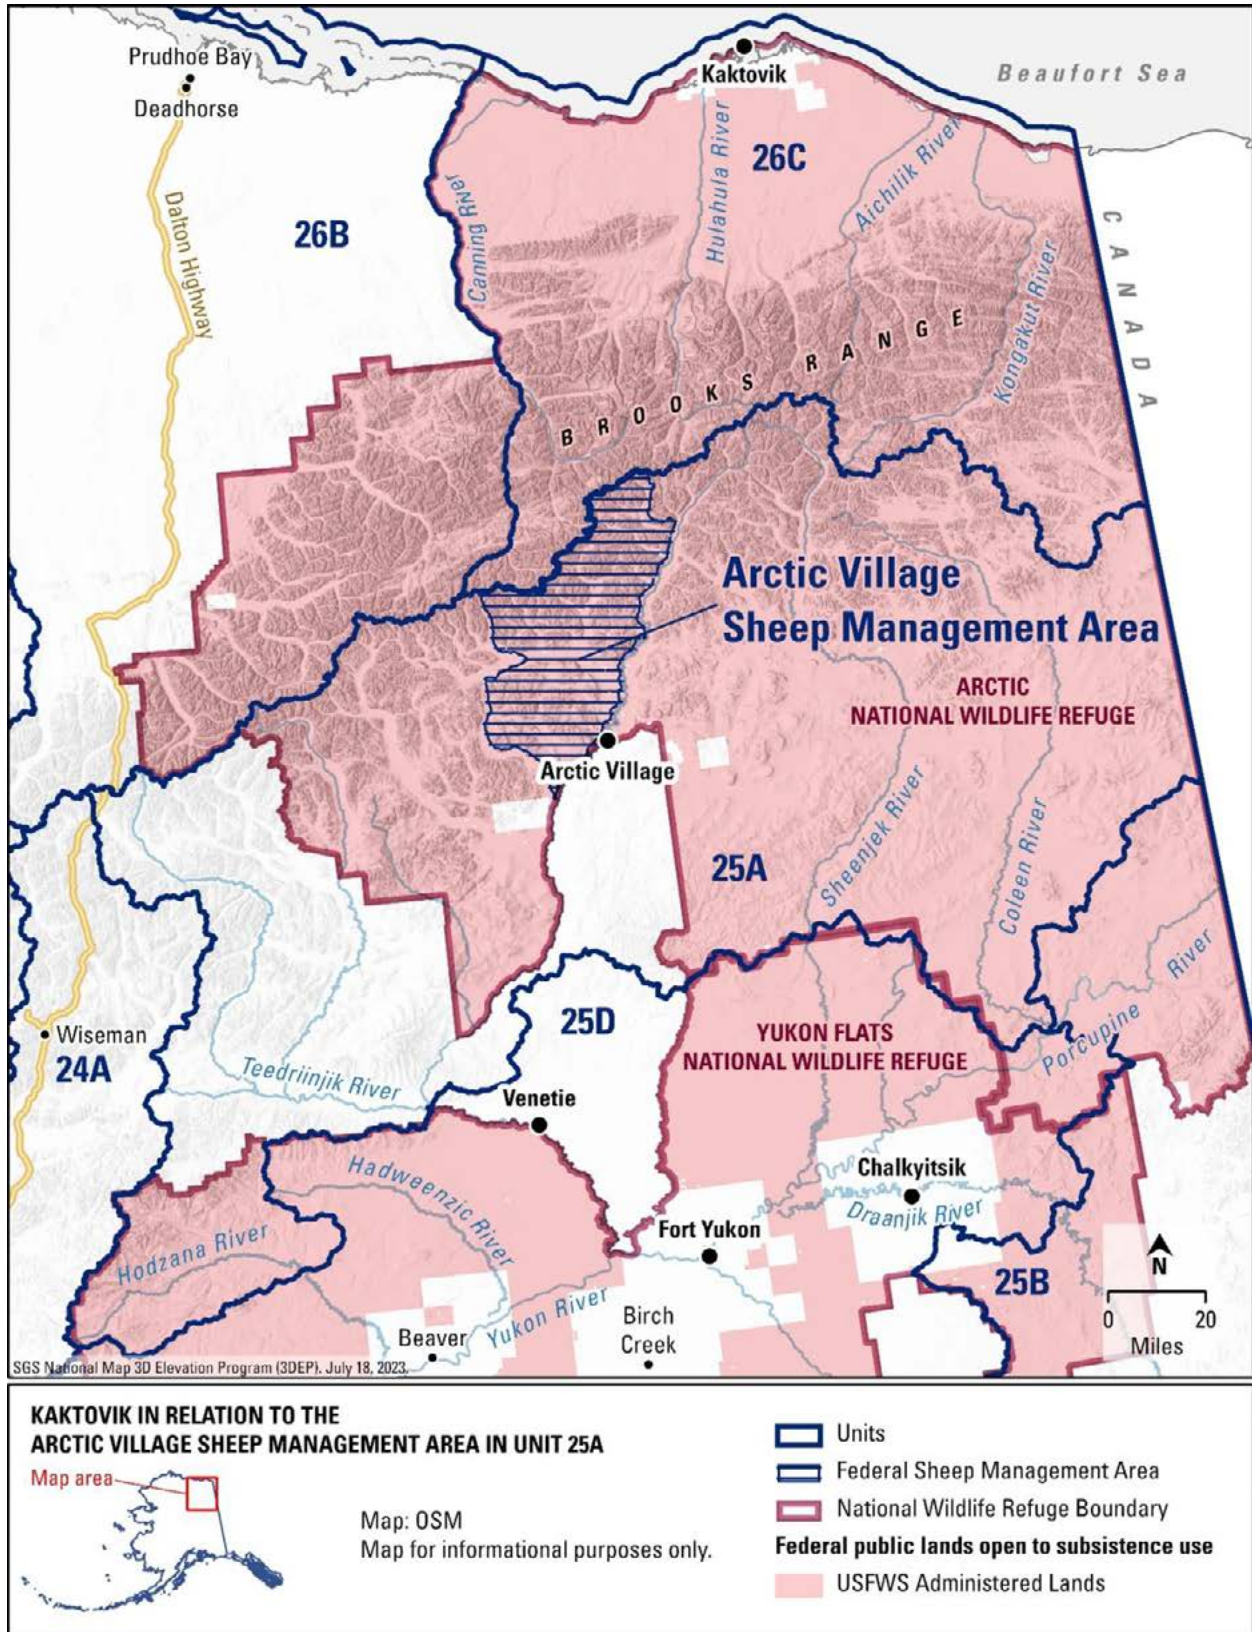 Prudhoe Bay
Deadhorse
Kaktovik
Beaufort Sea
26C
26B
Dalton Highway
Canning River
Hulahula River
Aichilik River
Kongakut River
CANADA
BROOKS RANGE
Arctic Village
Sheep Management Area
ARCTIC
NATIONAL WILDLIFE REFUGE
Arctic Village
25A
Sheenjek River
Coleen River
Porcupine River
25D
YUKON FLATS
NATIONAL WILDLIFE REFUGE
Wiseman
24A
Teedriinjik River
Venetie
Hadweenzic River
Hodzana River
Chalkyitsik
Draanjik River
Fort Yukon
25B
Yukon River
Beaver
Birch
Creek
N
0 20
Miles
SGS National Map 3D Elevation Program (3DEP). July 18, 2023.
KAKTOVIK IN RELATION TO THE
ARCTIC VILLAGE SHEEP MANAGEMENT AREA IN UNIT 25A
Map area
Map: OSM
Map for informational purposes only.
Units
Federal Sheep Management Area
National Wildlife Refuge Boundary
Federal public lands open to subsistence use
USFWS Administered Lands